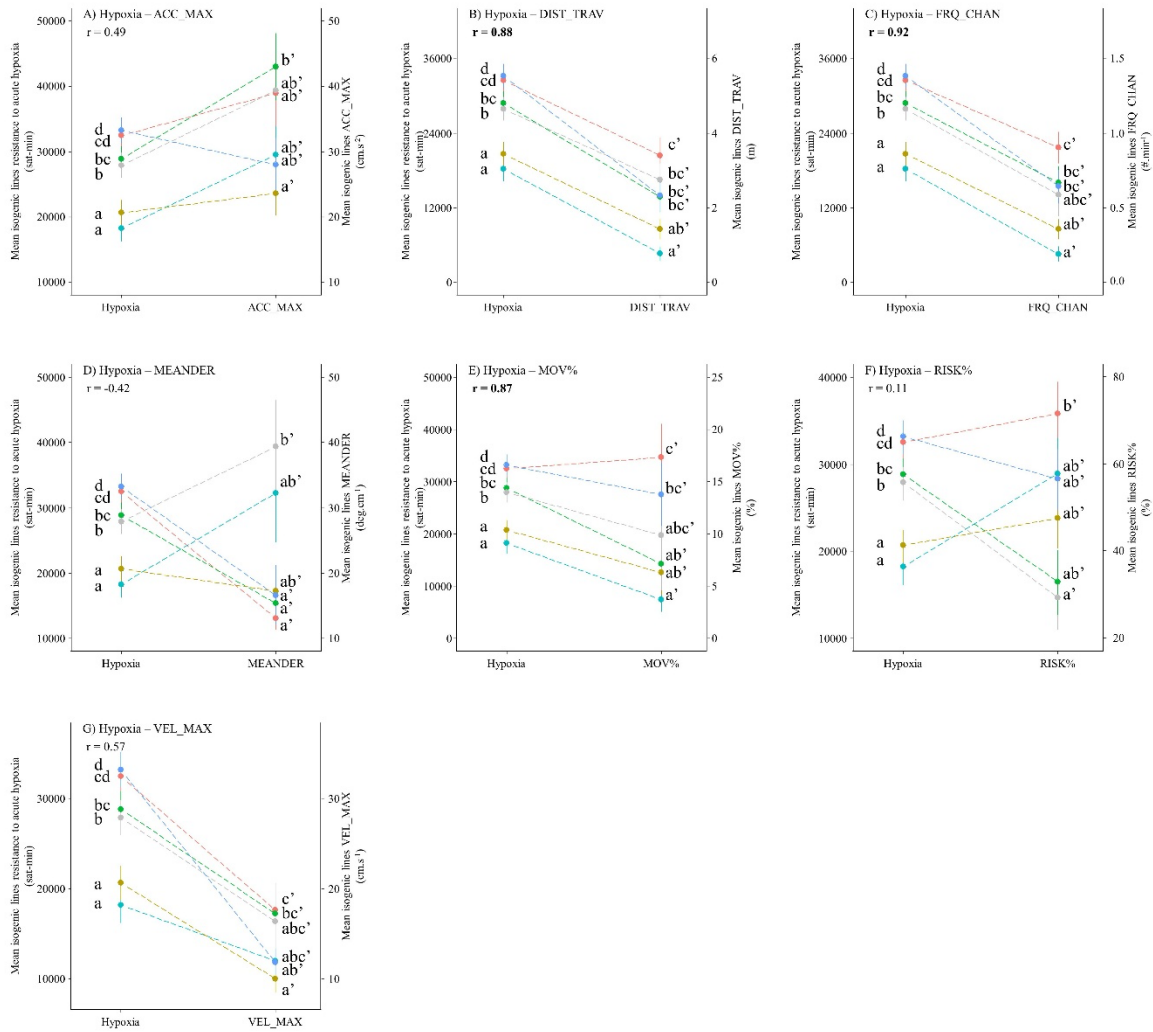 A) Hypoxia – ACC_MAX
r = 0.49
Mean isogenic lines resistance to acute hypoxia
(sat-min)
50000
40000
30000
20000
10000
d
cd
bc
b
a
a
b’
ab’
ab’
ab’
ab’
a’
50
40
30
20
10
Mean isogenic lines ACC_MAX
(cm.s²)
Hypoxia
ACC_MAX
B) Hypoxia – DIST_TRAV
r = 0.88
Mean isogenic lines resistance to acute hypoxia
(sat-min)
36000
24000
12000
0
d
cd
bc
b
a
a
c’
bc’
bc’
bc’
ab’
a’
6
4
2
0
Mean isogenic lines DIST_TRAV
(m)
Hypoxia
DIST_TRAV
C) Hypoxia – FRQ_CHAN
r = 0.92
Mean isogenic lines resistance to acute hypoxia
(sat-min)
36000
24000
12000
0
d
cd
bc
b
a
a
c’
bc’
bc’
abc’
ab’
a’
1.5
1.0
0.5
0.0
Mean isogenic lines FRQ_CHAN
(#.min⁻¹)
Hypoxia
FRQ_CHAN
D) Hypoxia – MEANDER
r = -0.42
Mean isogenic lines resistance to acute hypoxia
(sat-min)
50000
40000
30000
20000
10000
d
cd
bc
b
a
a
b’
ab’
ab’
a’
a’
a’
50
40
30
20
10
Mean isogenic lines MEANDER
(deg.cm⁻¹)
Hypoxia
MEANDER
E) Hypoxia – MOV%
r = 0.87
Mean isogenic lines resistance to acute hypoxia
(sat-min)
50000
40000
30000
20000
10000
0
d
cd
bc
b
a
a
c’
bc’
abc’
ab’
ab’
a’
25
20
15
10
5
0
Mean isogenic lines MOV%
(%)
Hypoxia
MOV%
F) Hypoxia – RISK%
r = 0.11
Mean isogenic lines resistance to acute hypoxia
(sat-min)
40000
30000
20000
10000
d
cd
bc
b
a
a
b’
ab’
ab’
ab’
ab’
a’
80
60
40
20
Mean isogenic lines RISK%
(%)
Hypoxia
RISK%
G) Hypoxia – VEL_MAX
r = 0.57
Mean isogenic lines resistance to acute hypoxia
(sat-min)
30000
20000
10000
d
cd
bc
b
a
a
c’
bc’
abc’
abc’
ab’
a’
30
20
10
Mean isogenic lines VEL_MAX
(cm.s⁻¹)
Hypoxia
VEL_MAX